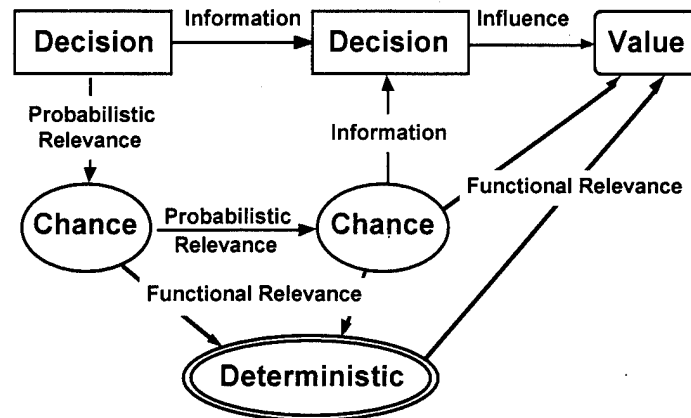 Information
Influence
Decision
Decision
Value
Probabilistic
Relevance
Information
Functional Relevance
Chance
Probabilistic
Relevance
Chance
Functional Relevance
Deterministic